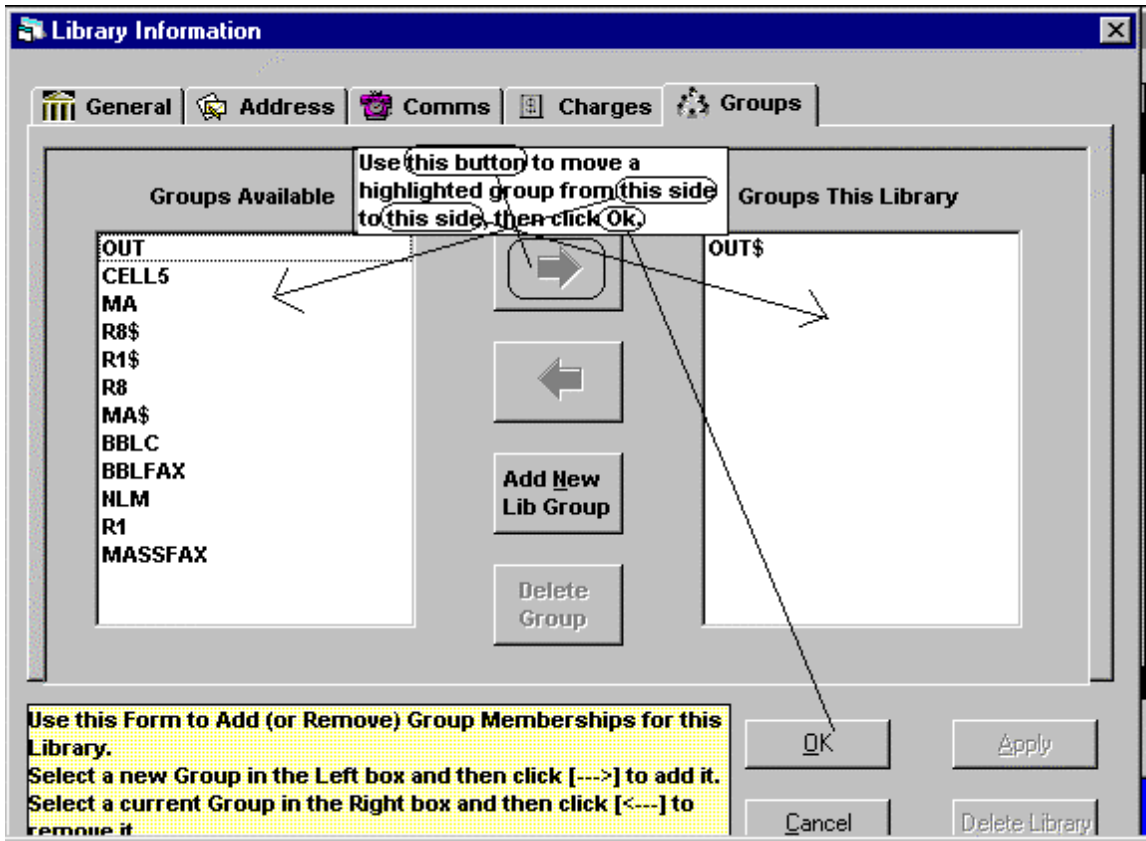 Library Information
General
Address
Comms
Charges
Groups
Use this button to move a
highlighted group from this side
to this side, then click Ok.
Groups Available
Groups This Library
OUT
CELL5
MA
R8$
R1$
R8
MA$
BBLC
BBLFAX
NLM
R1
MASSFAX
OUT$
Add New
Lib Group
Delete
Group
Use this Form to Add (or Remove) Group Memberships for this
Library.
Select a new Group in the Left box and then click [--->] to add it.
Select a current Group in the Right box and then click [<---] to
remove it
OK
Apply
Cancel
Delete Library